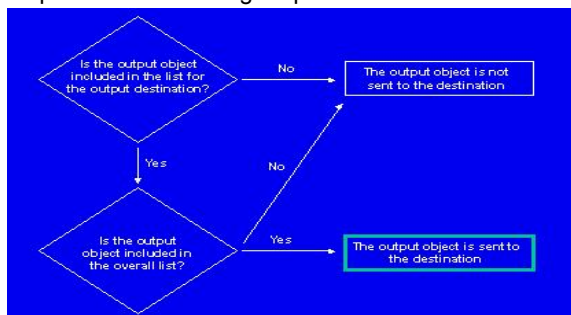 Is the output object
included in the list for
the output destination?
No
The output object is not
sent to the destination
Yes
No
Is the output
object included in
the overall list?
Yes
The output object is sent to
the destination